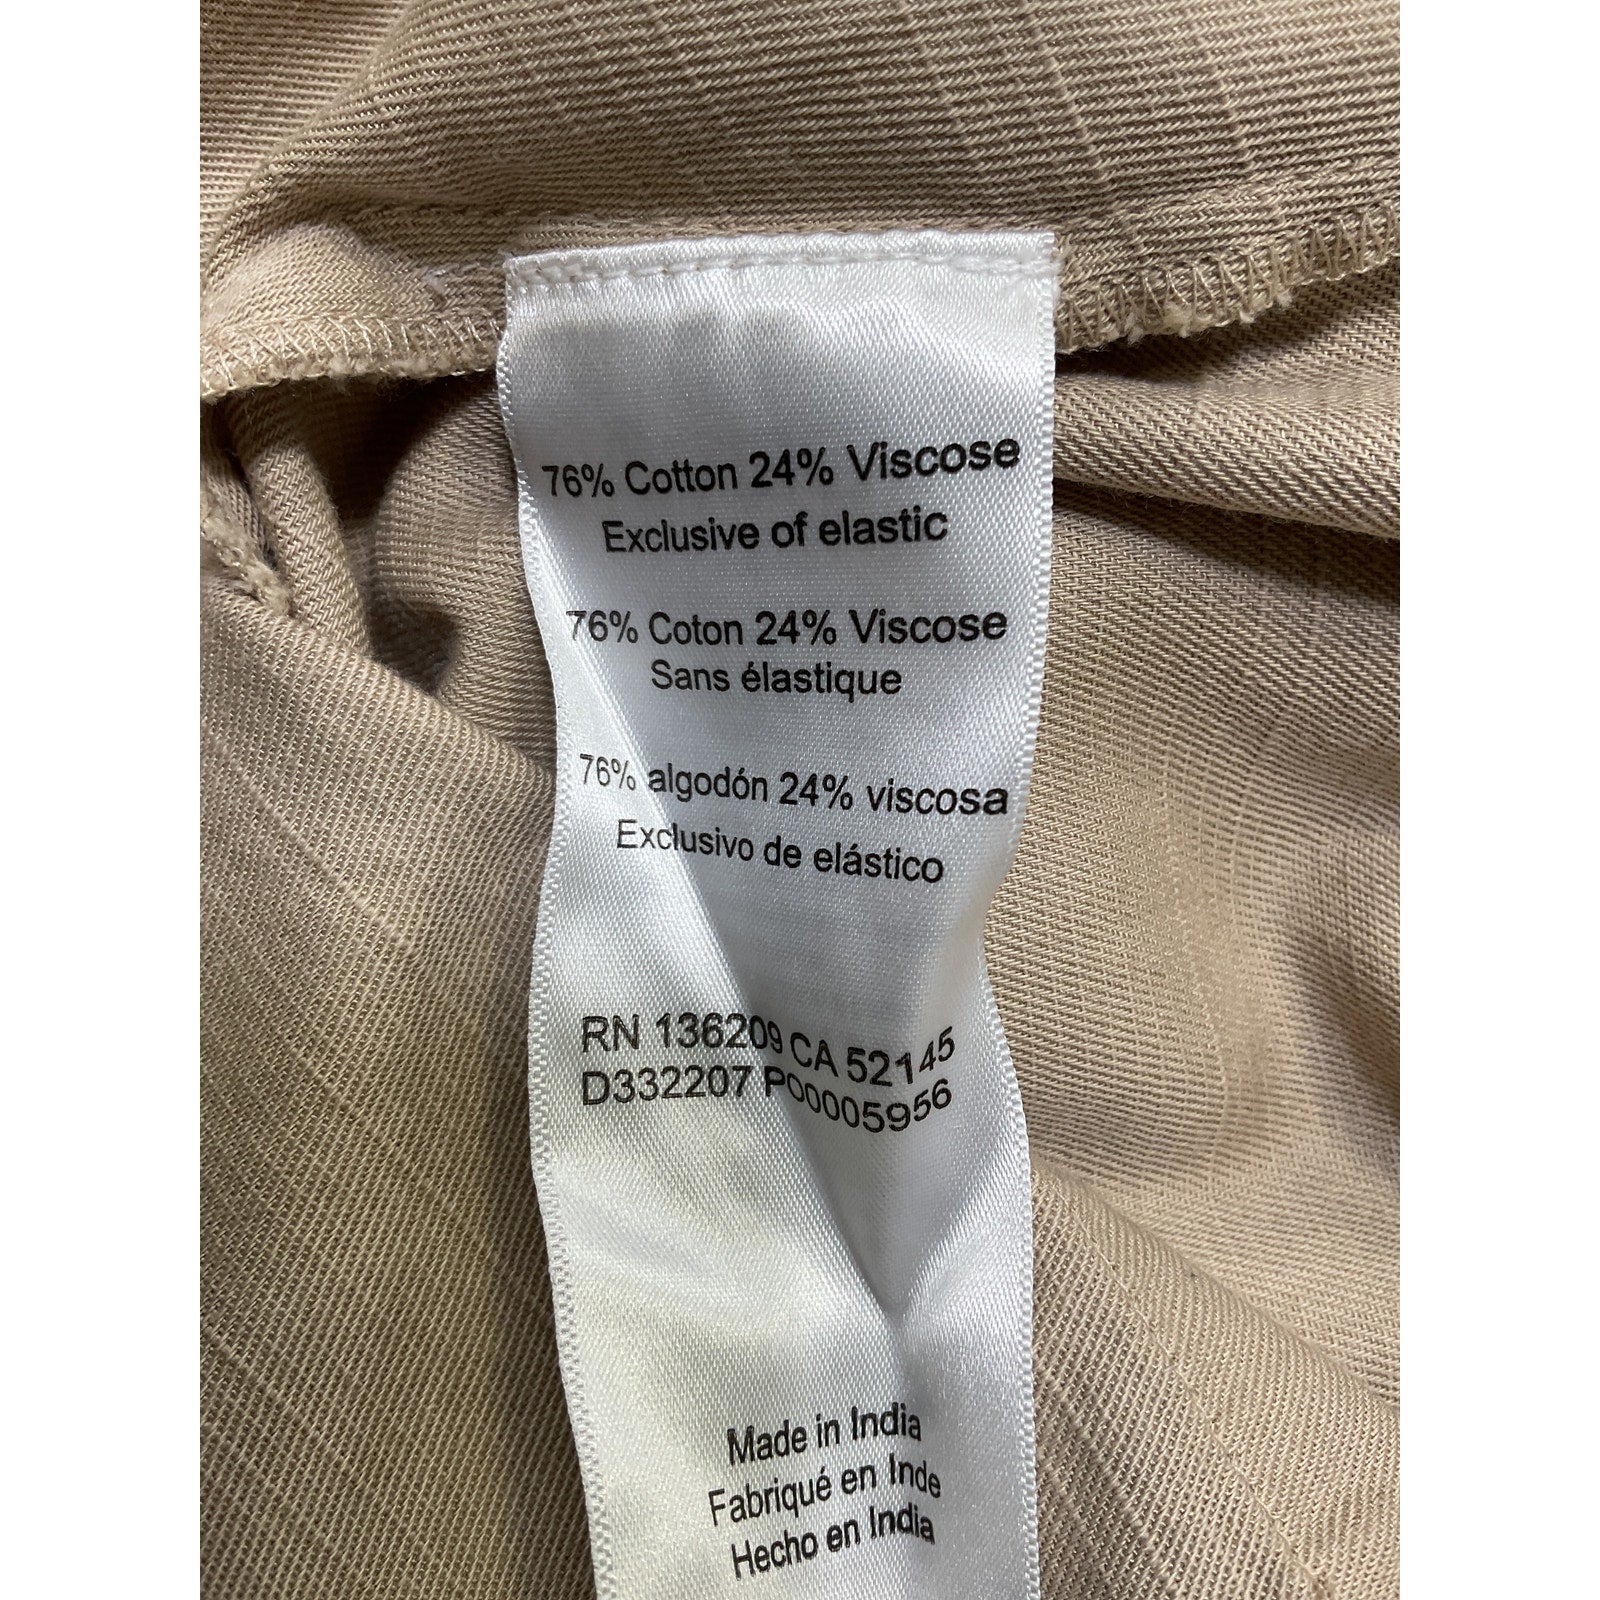 76% Cotton 24% Viscose
Exclusive of elastic
76% Coton 24% Viscose
Sans élastique
76% algodón 24% viscosa
Exclusivo de elástico
RN 136209 CA 52145
D332207 PO0005956
Made in India
Fabriqué en Inde
Hecho en India